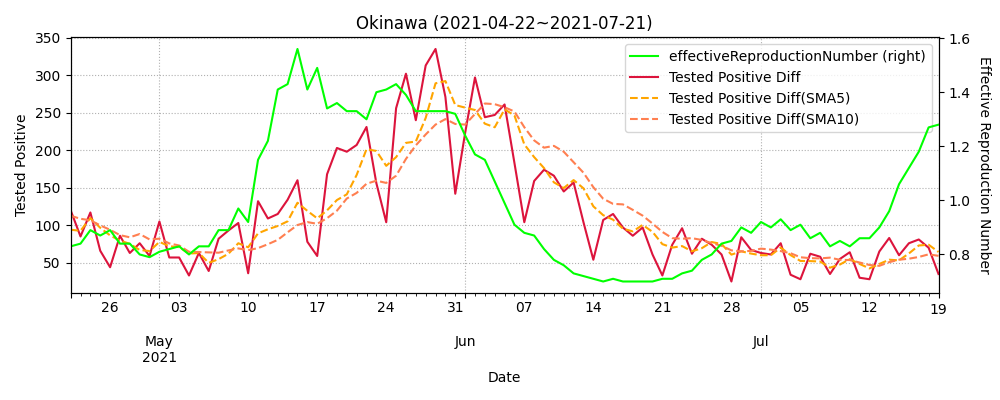 Okinawa (2021-04-22~2021-07-21)
effectiveReproductionNumber (right)
Tested Positive Diff
Tested Positive Diff(SMA5)
Tested Positive Diff(SMA10)
Tested Positive
350
300
250
200
150
100
50
1.6
1.4
1.2
1.0
0.8
Effective Reproduction Number
26 03 10 17 24 31 07 14 21 28 05 12 19
May Jun Jul
2021
Date